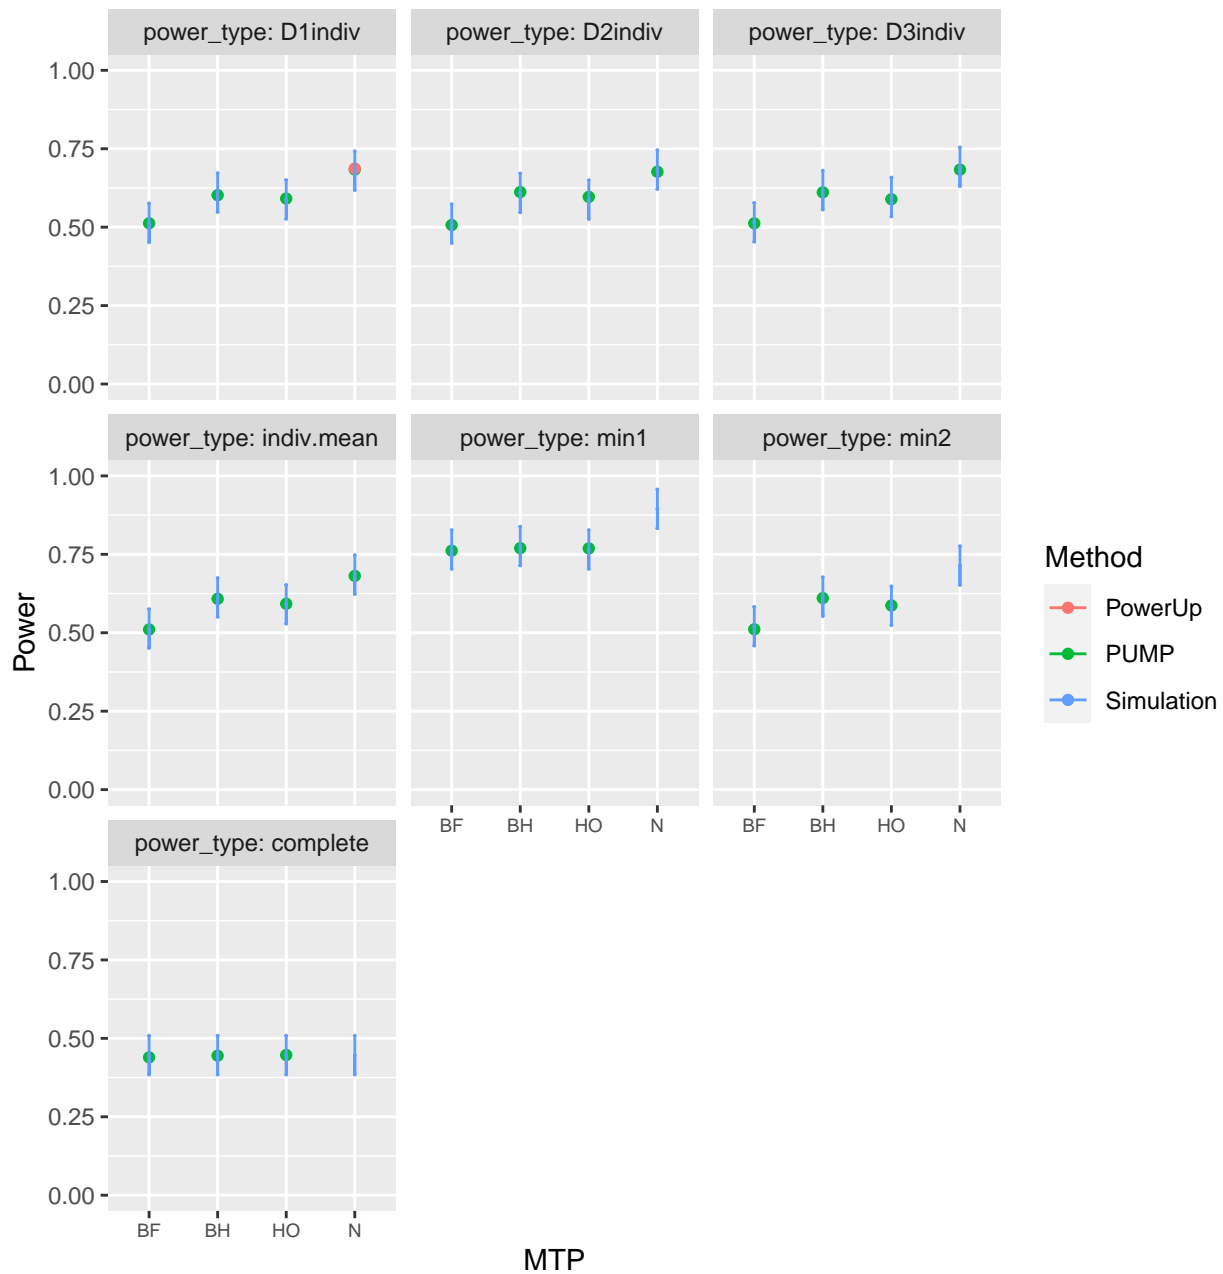 power_type: D1indiv
power_type: D2indiv
power_type: D3indiv
1.00
0.75
0.50
0.25
0.00
power_type: indiv.mean
power_type: min1
power_type: min2
1.00
0.75
0.50
0.25
0.00
BF BH HO N
BF BH HO N
power_type: complete
1.00
0.75
0.50
0.25
0.00
BF BH HO N
MTP
Power
Method
PowerUp
PUMP
Simulation